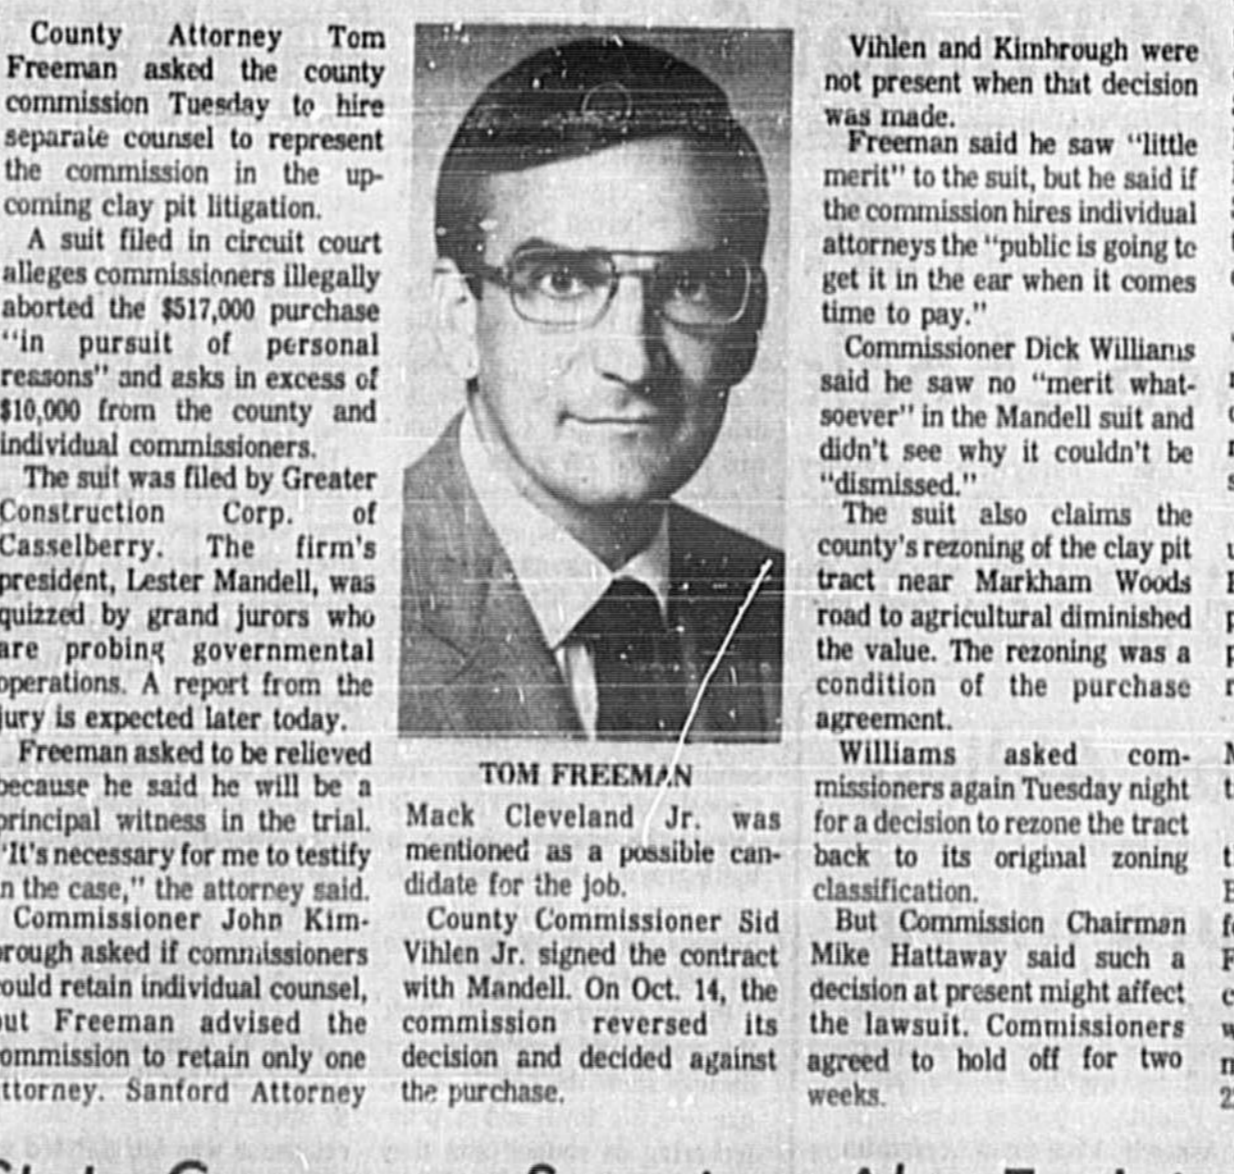 County Attorney Tom
Freeman asked the county
commission Tuesday to hire
separate counsel to represent
the commission in the up-
coming clay pit litigation.
A suit filed in circuit court
alleges commissioners illegally
aborted the $517,000 purchase
"in pursuit of personal
reasons" and asks in excess of
$10,000 from the county and
individual commissioners.
The suit was filed by Greater
Construction Corp. of
Casselberry. The firm's
president, Lester Mandell, was
quizzed by grand jurors who
are probing governmental
operations. A report from the
jury is expected later today.
Freeman asked to be relieved
because he said he will be a
principal witness in the trial.
"It's necessary for me to testify
in the case," the attorney said.
Commissioner John Kim-
brough asked if commissioners
could retain individual counsel,
but Freeman advised the
commission to retain only one
attorney. Sanford Attorney
TOM FREEMAN
Mack Cleveland Jr. was
mentioned as a possible can-
didate for the job.
County Commissioner Sid
Vihlen Jr. signed the contract
with Mandell. On Oct. 14, the
commission reversed its
decision and decided against
the purchase.
Vihlen and Kimbrough were
not present when that decision
was made.
Freeman said he saw "little
merit" to the suit, but he said if
the commission hires individual
attorneys the "public is going to
get it in the ear when it comes
time to pay."
Commissioner Dick Williams
said he saw no "merit what-
soever" in the Mandell suit and
didn't see why it couldn't be
"dismissed."
The suit also claims the
county's rezoning of the clay pit
tract near Markham Woods
road to agricultural diminished
the value. The rezoning was a
condition of the purchase
agreement.
Williams asked com-
missioners again Tuesday night
for a decision to rezone the tract
back to its original zoning
classification.
But Commission Chairman
Mike Hattaway said such a
decision at present might affect
the lawsuit. Commissioners
agreed to hold off for two
weeks.